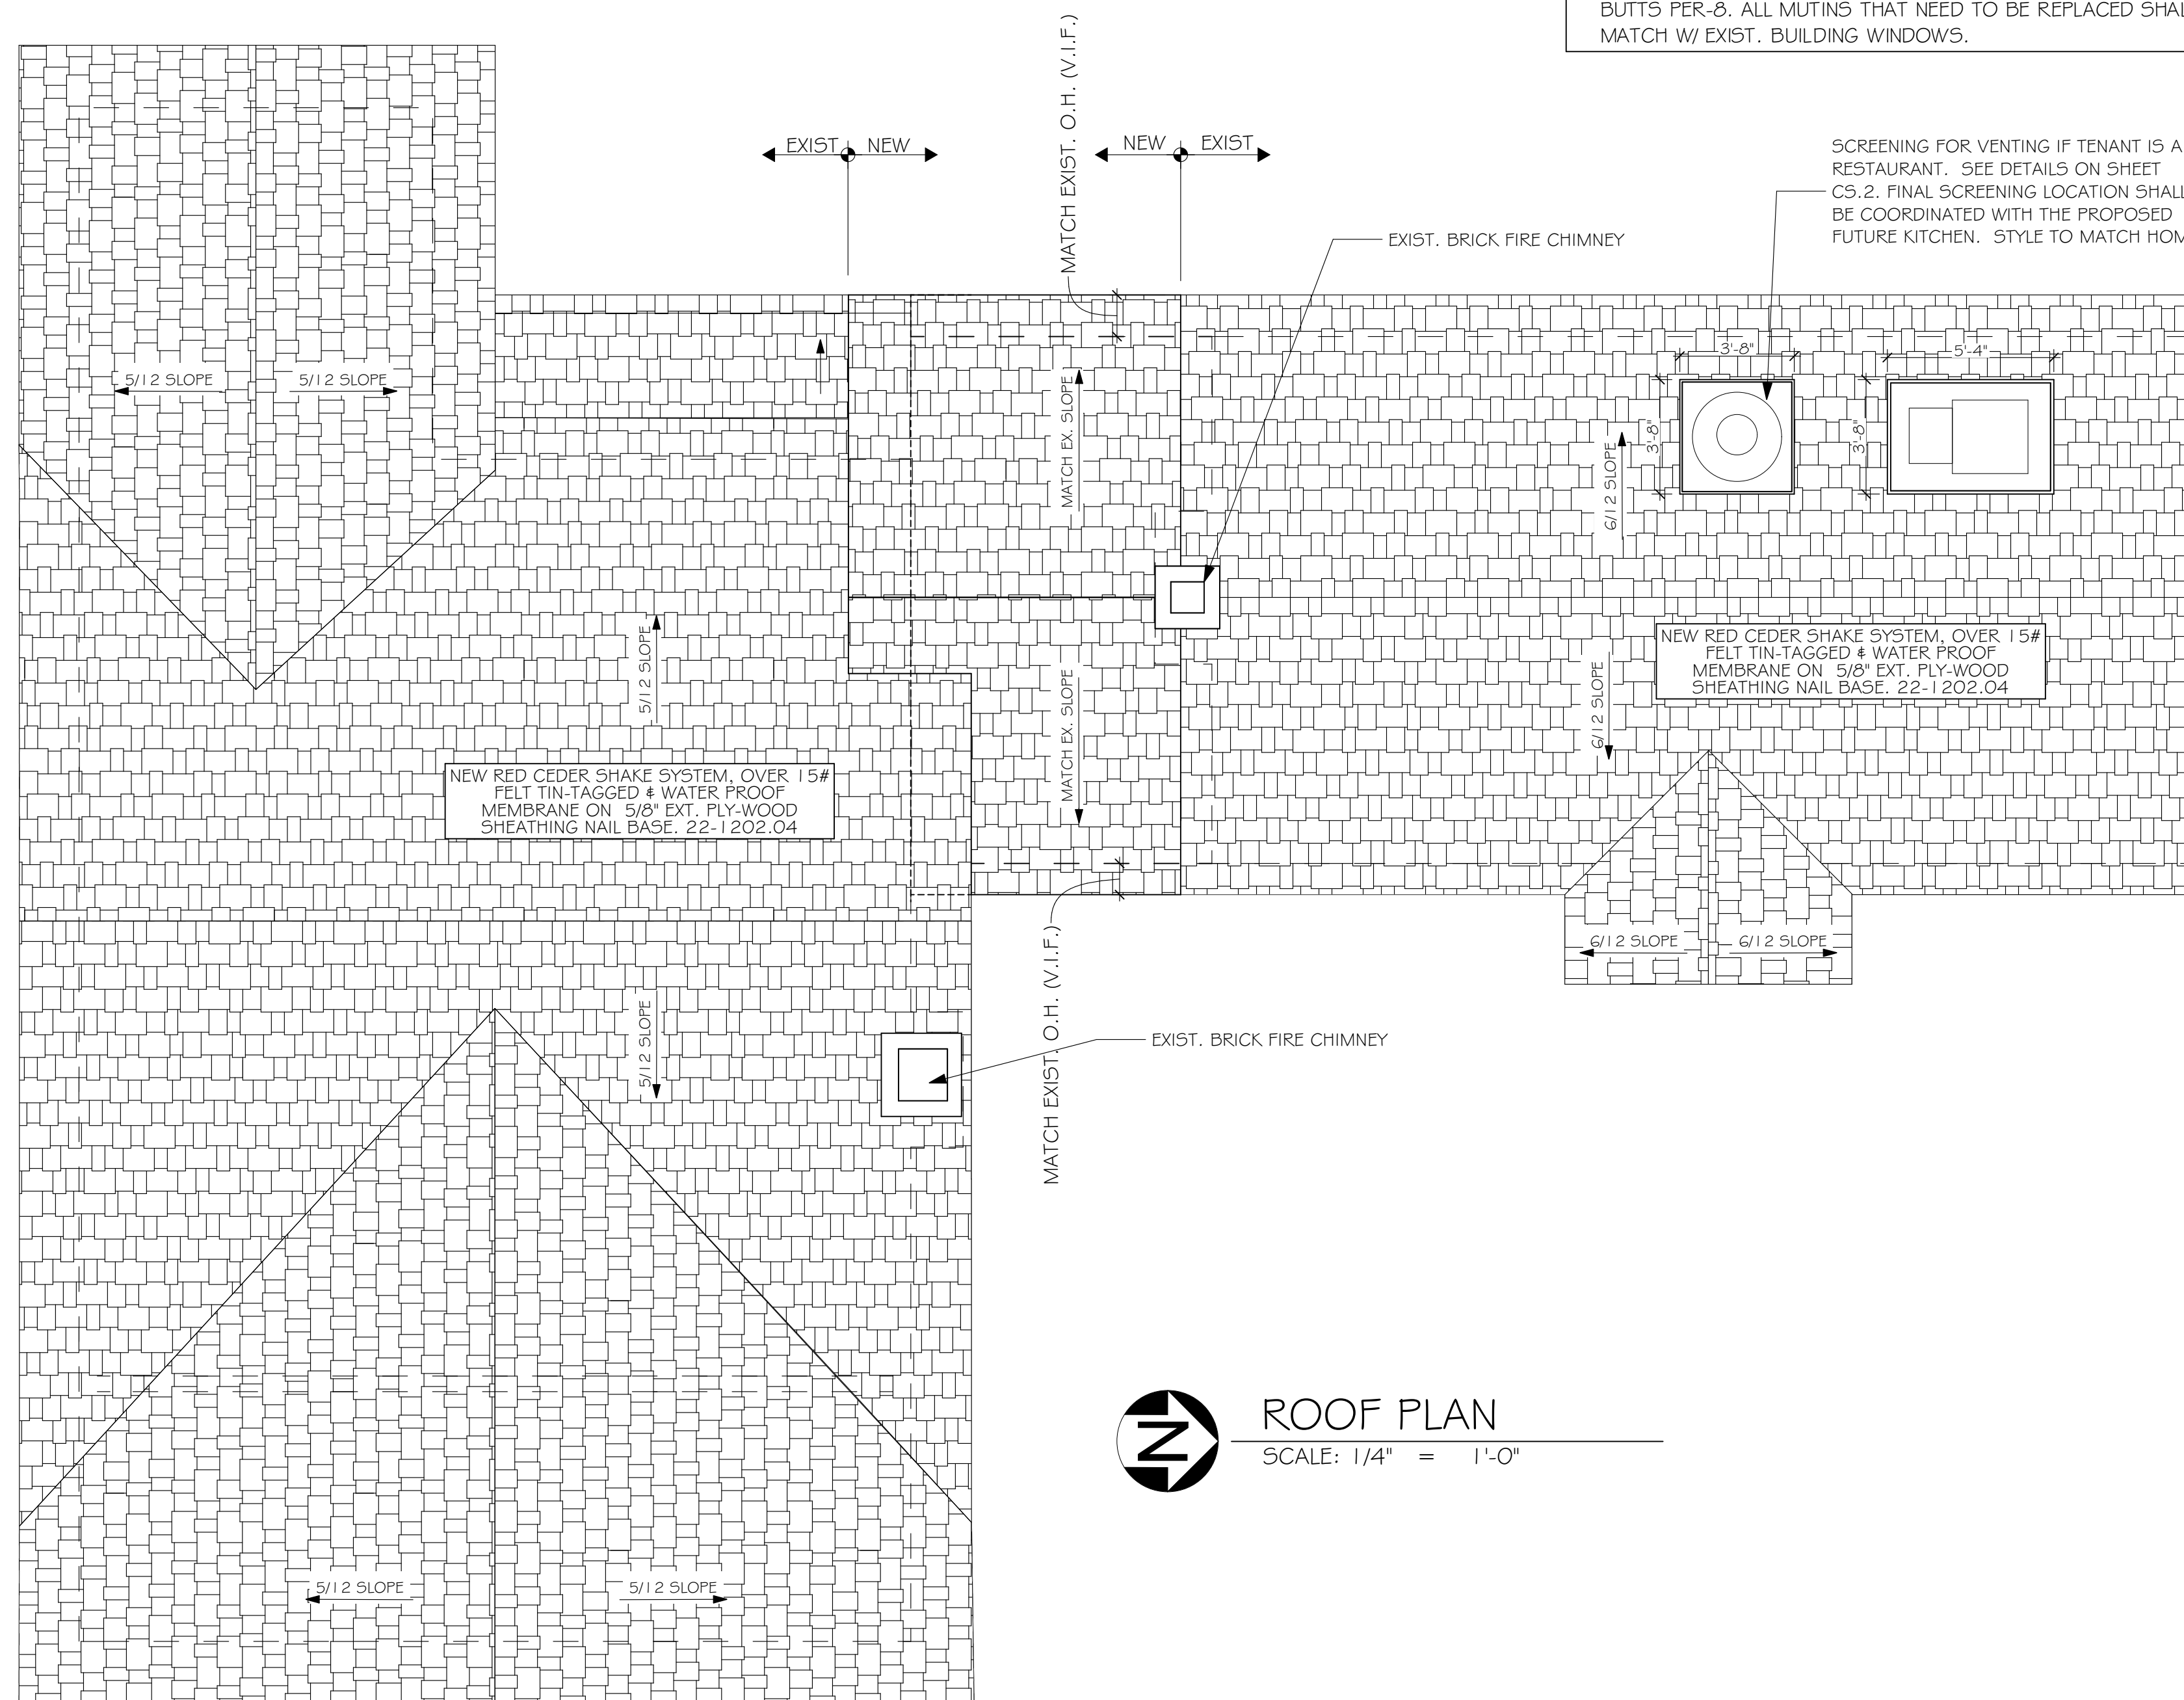 BUTTS PER-8. ALL MUTINS THAT NEED TO BE REPLACED SHAL
MATCH W/ EXIST. BUILDING WINDOWS.
MATCH EXIST. O.H. (V.I.F.)
EXIST NEW
NEW EXIST
SCREENING FOR VENTING IF TENANT IS A
RESTAURANT. SEE DETAILS ON SHEET
CS.2. FINAL SCREENING LOCATION SHALL
BE COORDINATED WITH THE PROPOSED
FUTURE KITCHEN. STYLE TO MATCH HOM
EXIST. BRICK FIRE CHIMNEY
3'-8"
5'-4"
5/12 SLOPE
5/12 SLOPE
MATCH EX. SLOPE
3'-8"
3'-8"
6/12 SLOPE
5/12 SLOPE
NEW RED CEDER SHAKE SYSTEM, OVER 15#
FELT TIN-TAGGED & WATER PROOF
MEMBRANE ON 5/8" EXT. PLY-WOOD
SHEATHING NAIL BASE. 22-1202.04
MATCH EX. SLOPE
6/12 SLOPE
NEW RED CEDER SHAKE SYSTEM, OVER 15#
FELT TIN-TAGGED & WATER PROOF
MEMBRANE ON 5/8" EXT. PLY-WOOD
SHEATHING NAIL BASE. 22-1202.04
6/12 SLOPE
6/12 SLOPE
MATCH EXIST. O.H. (V.I.F.)
5/12 SLOPE
EXIST. BRICK FIRE CHIMNEY
N
ROOF PLAN
SCALE: 1/4" = 1'-0"
5/12 SLOPE
5/12 SLOPE